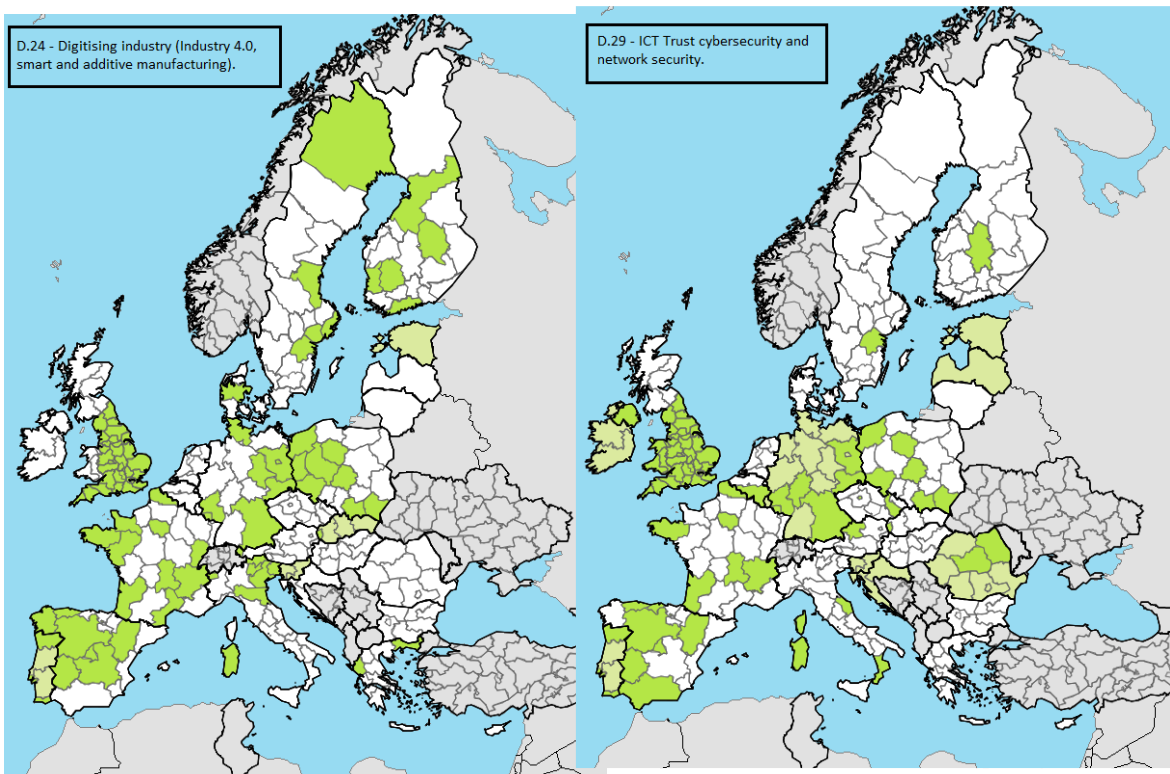 D.24 - Digitising industry (Industry 4.0,
smart and additive manufacturing).
D.29 - ICT Trust cybersecurity and
network security.